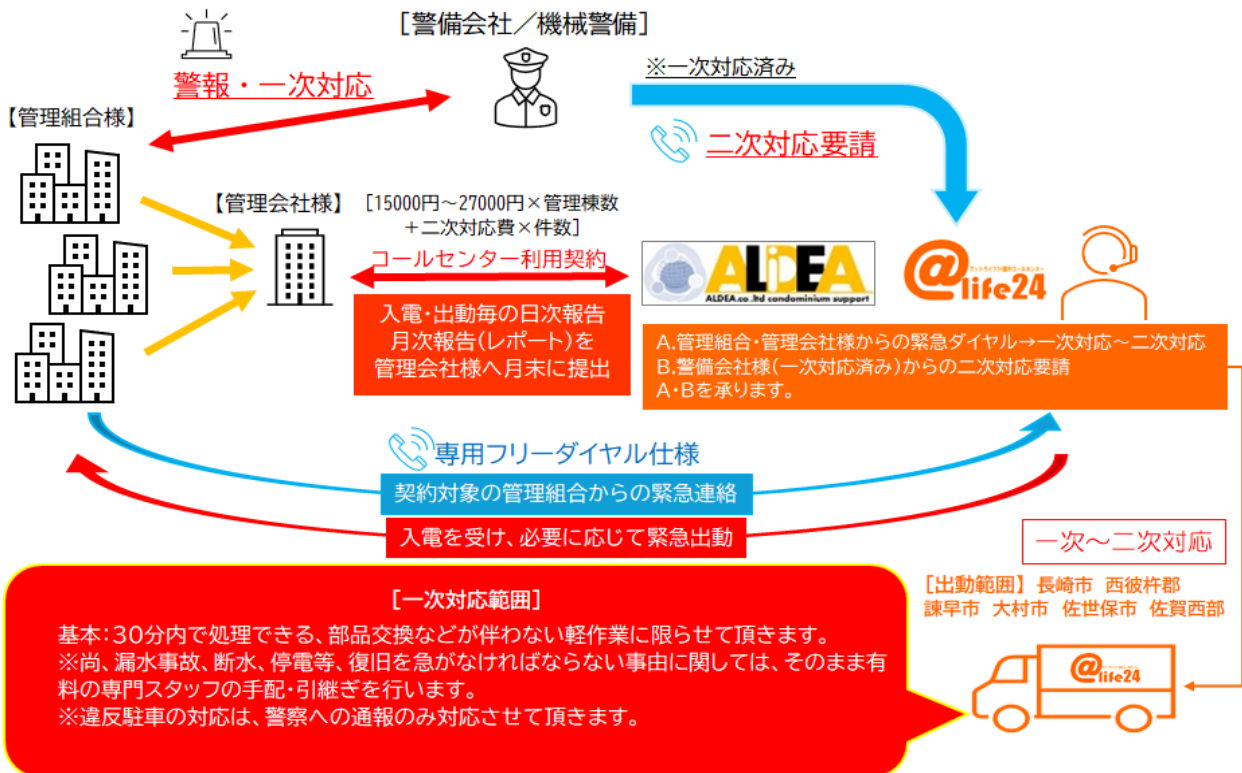 [警備会社／機械警備]
警報・一次対応
※一次対応済み
二次対応要請
【管理組合様】
【管理会社様】
[15000円～27000円×管理棟数
＋二次対応費×件数]
コールセンター利用契約
入電・出動毎の日次報告
月次報告(レポート)を
管理会社様へ月末に提出
ALDEA
ALDEA.co.ltd condominium support
@life24
A.管理組合・管理会社様からの緊急ダイヤル→一次対応～二次対応
B.警備会社様(一次対応済み)からの二次対応要請
A・Bを承ります。
専用フリーダイヤル仕様
契約対象の管理組合からの緊急連絡
入電を受け、必要に応じて緊急出動
一次～二次対応
[出動範囲】長崎市 西彼杵郡
諫早市 大村市 佐世保市 佐賀西部
[一次対応範囲]
基本：30分内で処理できる、部品交換などが伴わない軽作業に限らせて頂きます。
※尚、漏水事故、断水、停電等、復旧を急がなければならない事由に関しては、そのまま有
料の専門スタッフの手配・引継ぎを行います。
※違反駐車の対応は、警察への通報のみ対応させて頂きます。
@life24